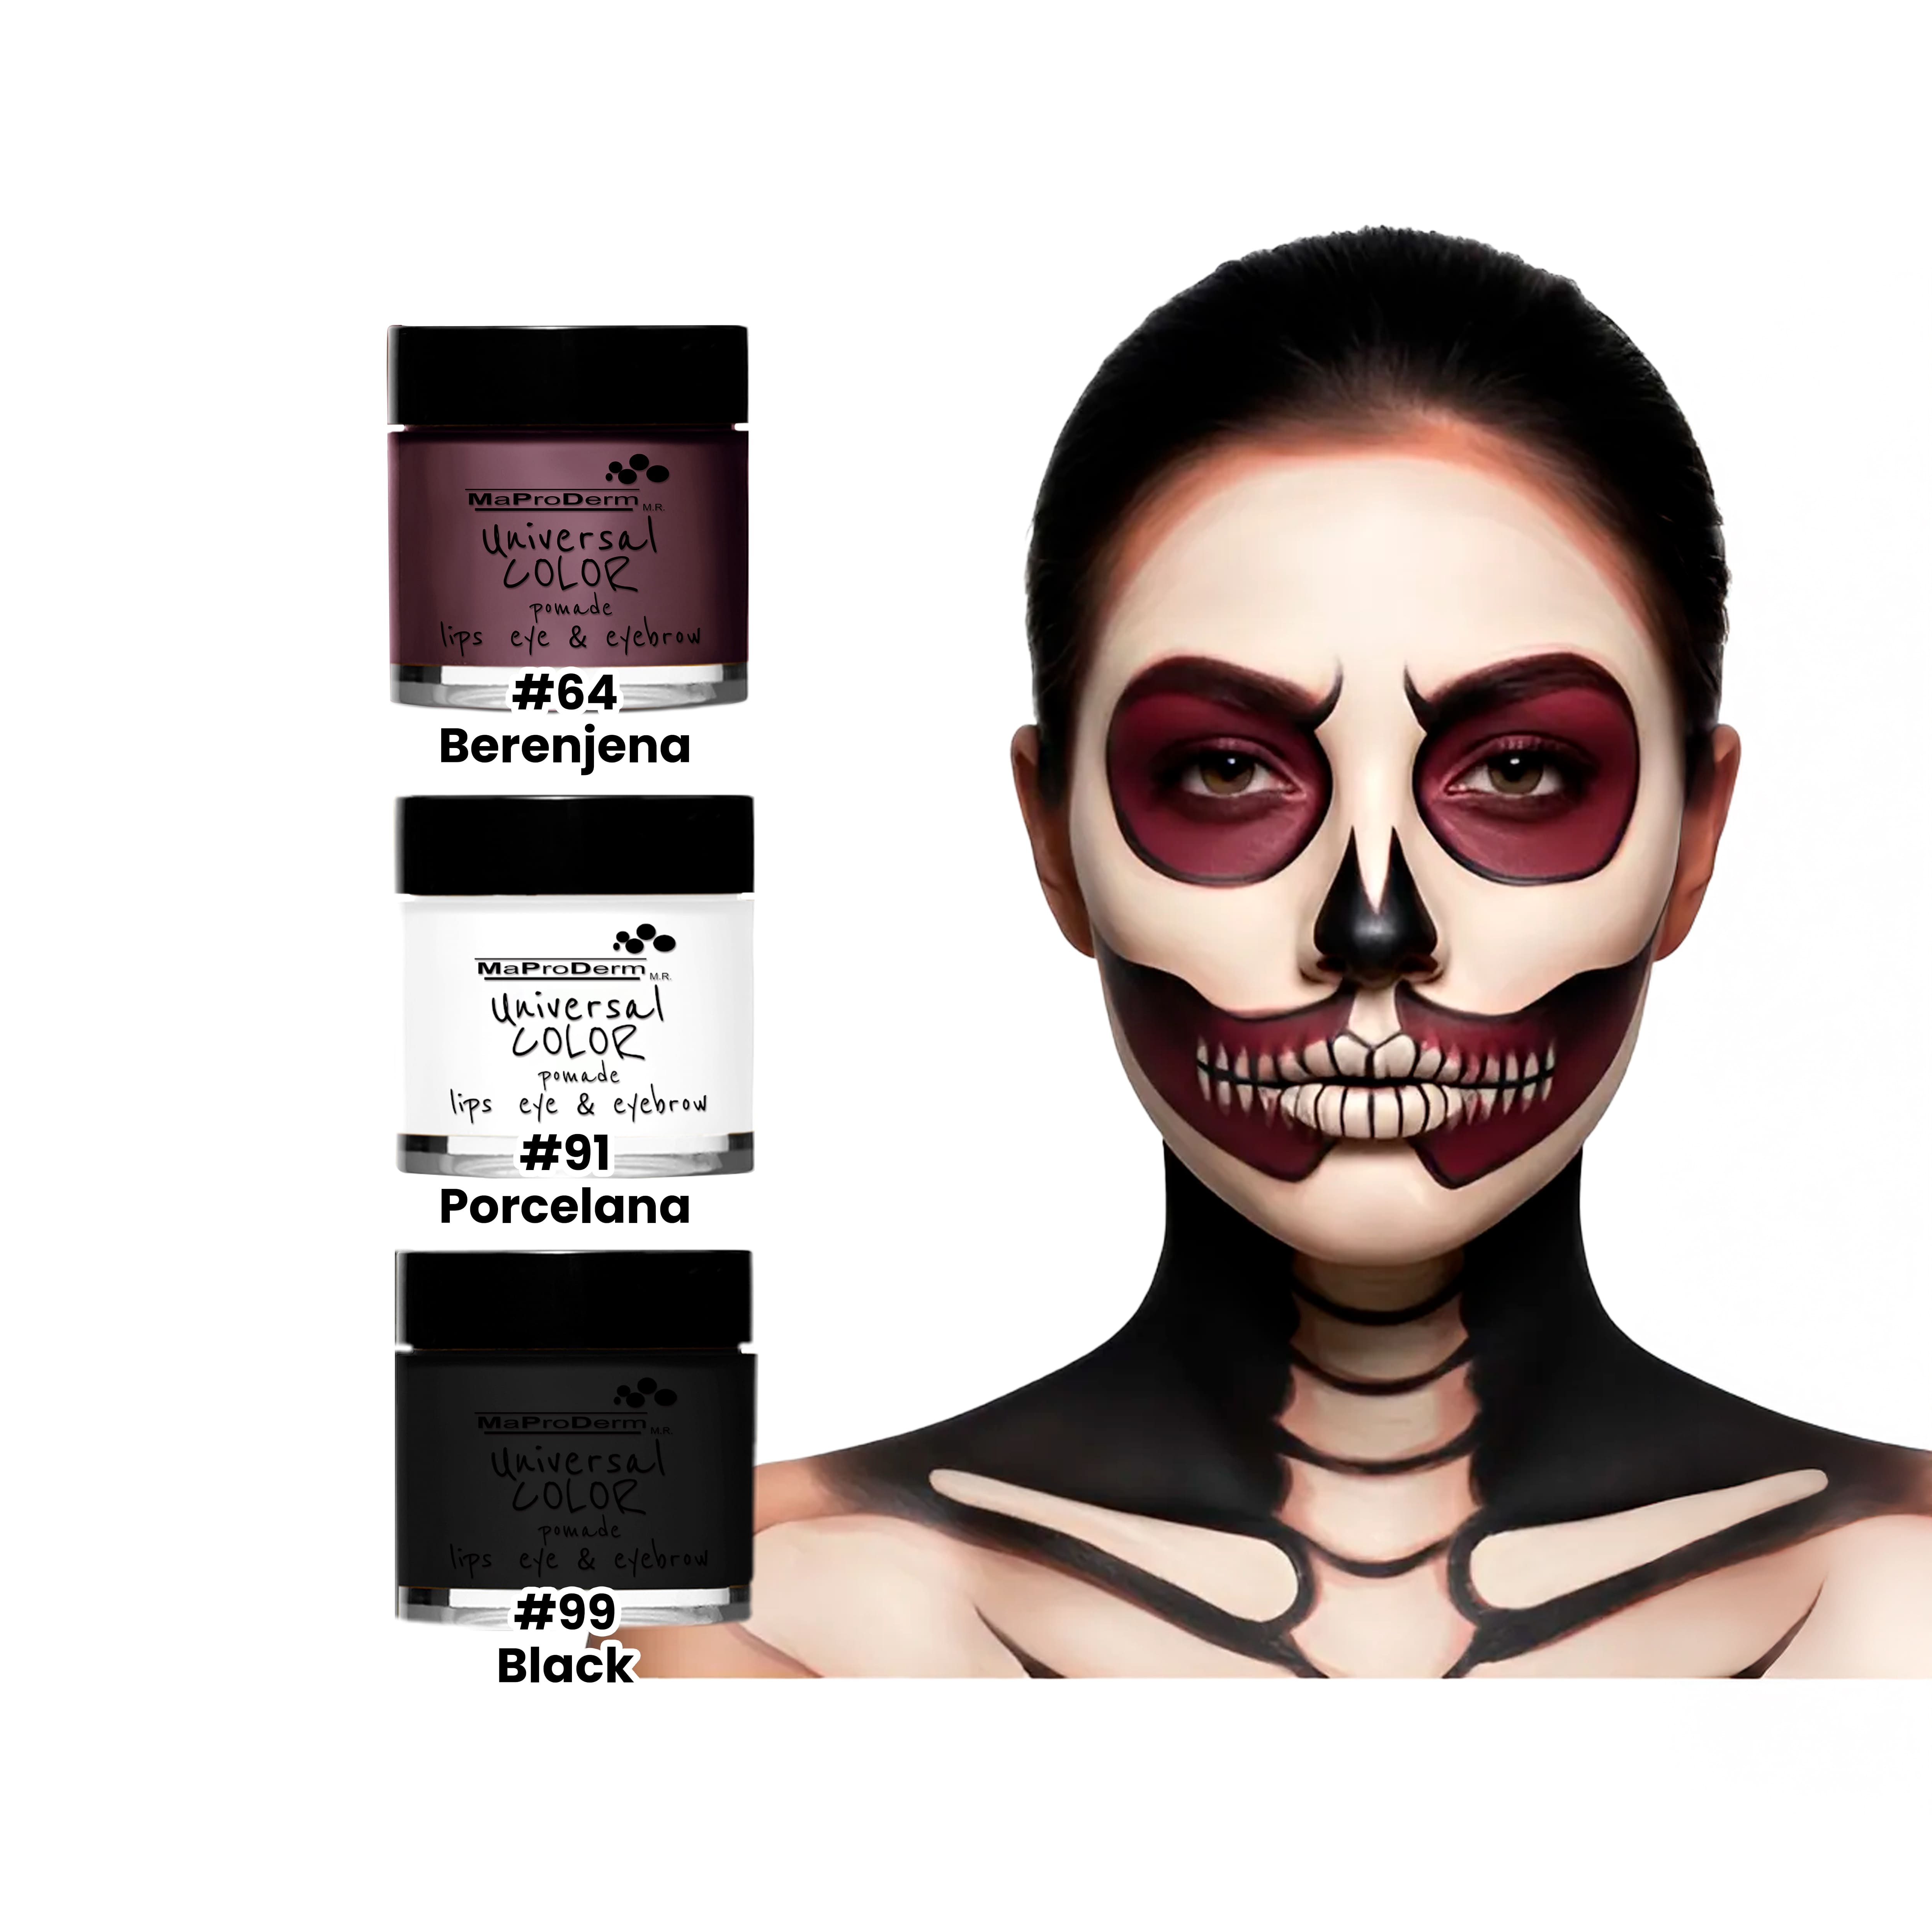 MaProDerm M.R.
Universal
COLOR
pomade
lips eye & eyebrow
#64
Berenjena
MaProDerm M.R.
Universal
COLOR
pomade
lips eye & eyebrow
#91
Porcelana
MaProDerm M.R.
Universal
COLOR
pomade
lips eye & eyebrow
#99
Black